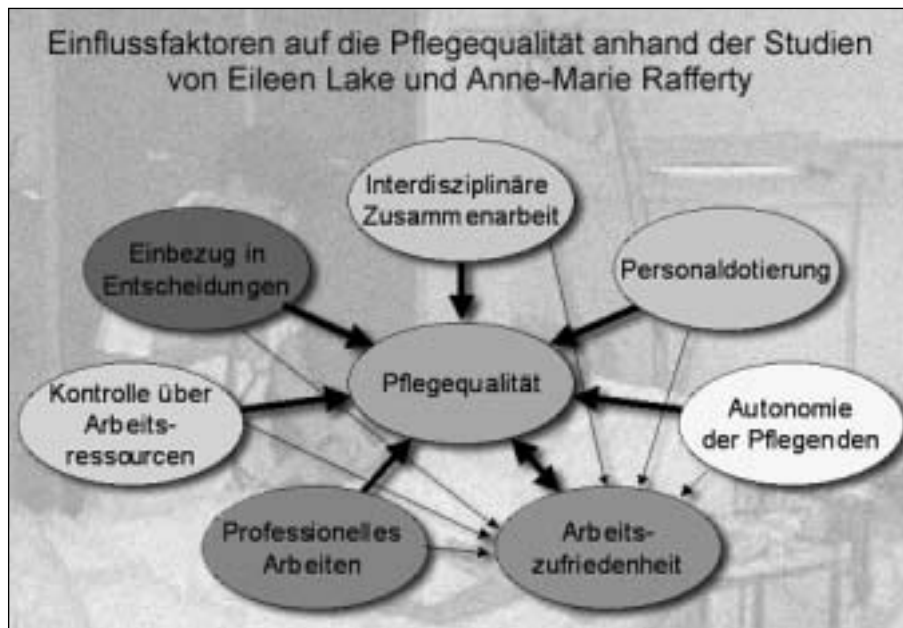 Einflussfaktoren auf die Pflegequalität anhand der Studien
von Eileen Lake und Anne-Marie Rafferty
Interdisziplinäre
Zusammenarbeit
Einbezug in
Entscheidungen
Personaldotierung
Pflegequalität
Kontrolle über
Arbeits-
ressourcen
Autonomie
der Pflegenden
Professionelles
Arbeiten
Arbeits-
zufriedenheit